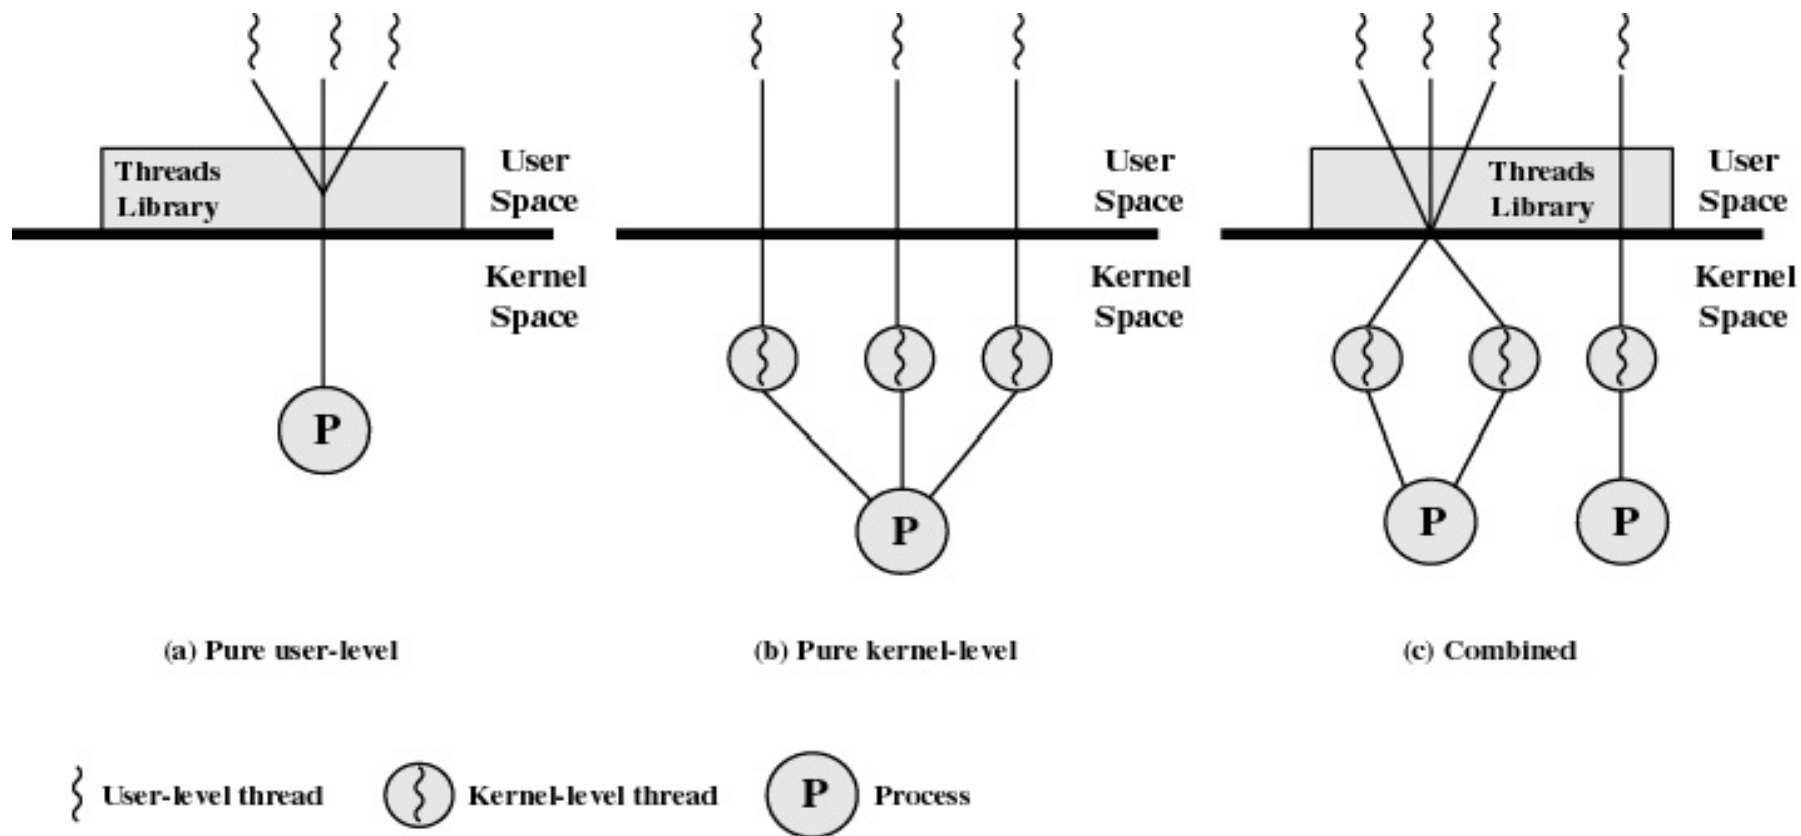 Threads
Library
User
Space
Kernel
Space
P
(a) Pure user-level
User
Space
Kernel
Space
P
(b) Pure kernel-level
Threads
Library
User
Space
Kernel
Space
P
P
(c) Combined
User-level thread
Kernel-level thread
P
Process